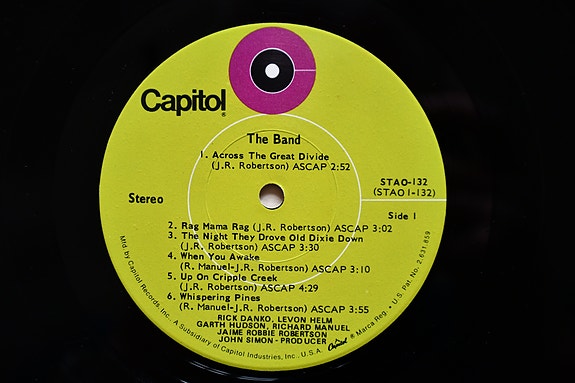 Capitol
®
The Band
1. Across The Great Divide
(J.R. Robertson) ASCAP 2:52
STAO-132
(STAO 1-132)
Stereo
Side 1
2. Rag Mama Rag (J.R. Robertson) ASCAP 3:02
3. The Night They Drove Old Dixie Down
(J.R. Robertson) ASCAP 3:30
4. When You Awake
(R. Manuel-J.R. Robertson) ASCAP 3:10
5. Up On Cripple Creek
(J.R. Robertson) ASCAP 4:29
6. Whispering Pines
(R. Manuel-J.R. Robertson) ASCAP 3:55
RICK DANKO, LEVON HELM
GARTH HUDSON, RICHARD MANUEL
JAIME ROBBIE ROBERTSON
JOHN SIMON - PRODUCER
Mfd. by Capitol Records, Inc., A Subsidiary of Capitol Industries, Inc., U.S.A. Capitol ® Marca Reg. • U.S. Pat. No. 2,631,859